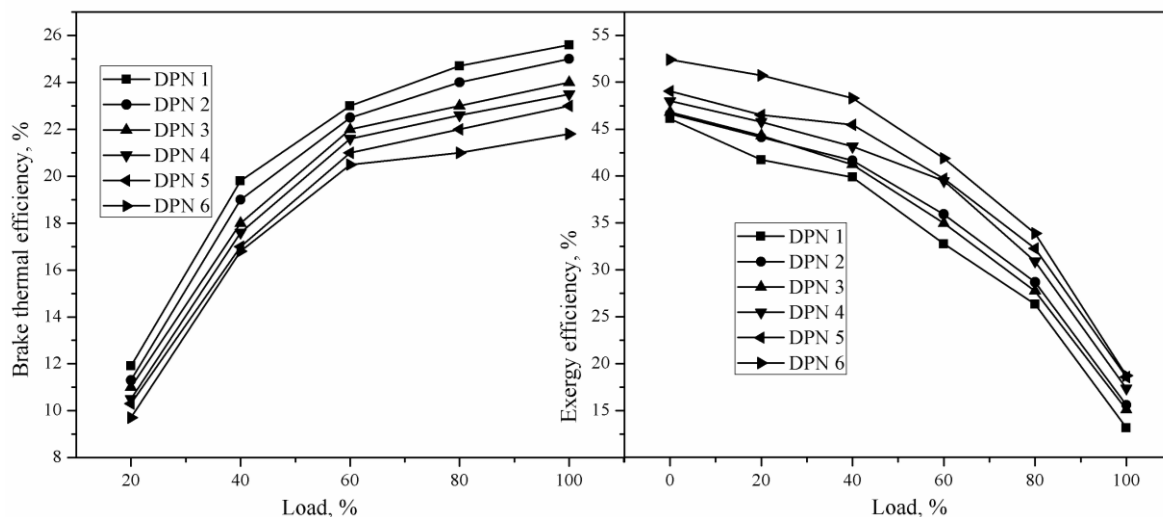 Brake thermal efficiency, %
26
24
22
20
18
16
14
12
10
8
DPN 1
DPN 2
DPN 3
DPN 4
DPN 5
DPN 6
20
40
60
80
100
Load, %
Exergy efficiency, %
55
50
45
40
35
30
25
20
15
DPN 1
DPN 2
DPN 3
DPN 4
DPN 5
DPN 6
0
20
40
60
80
100
Load, %